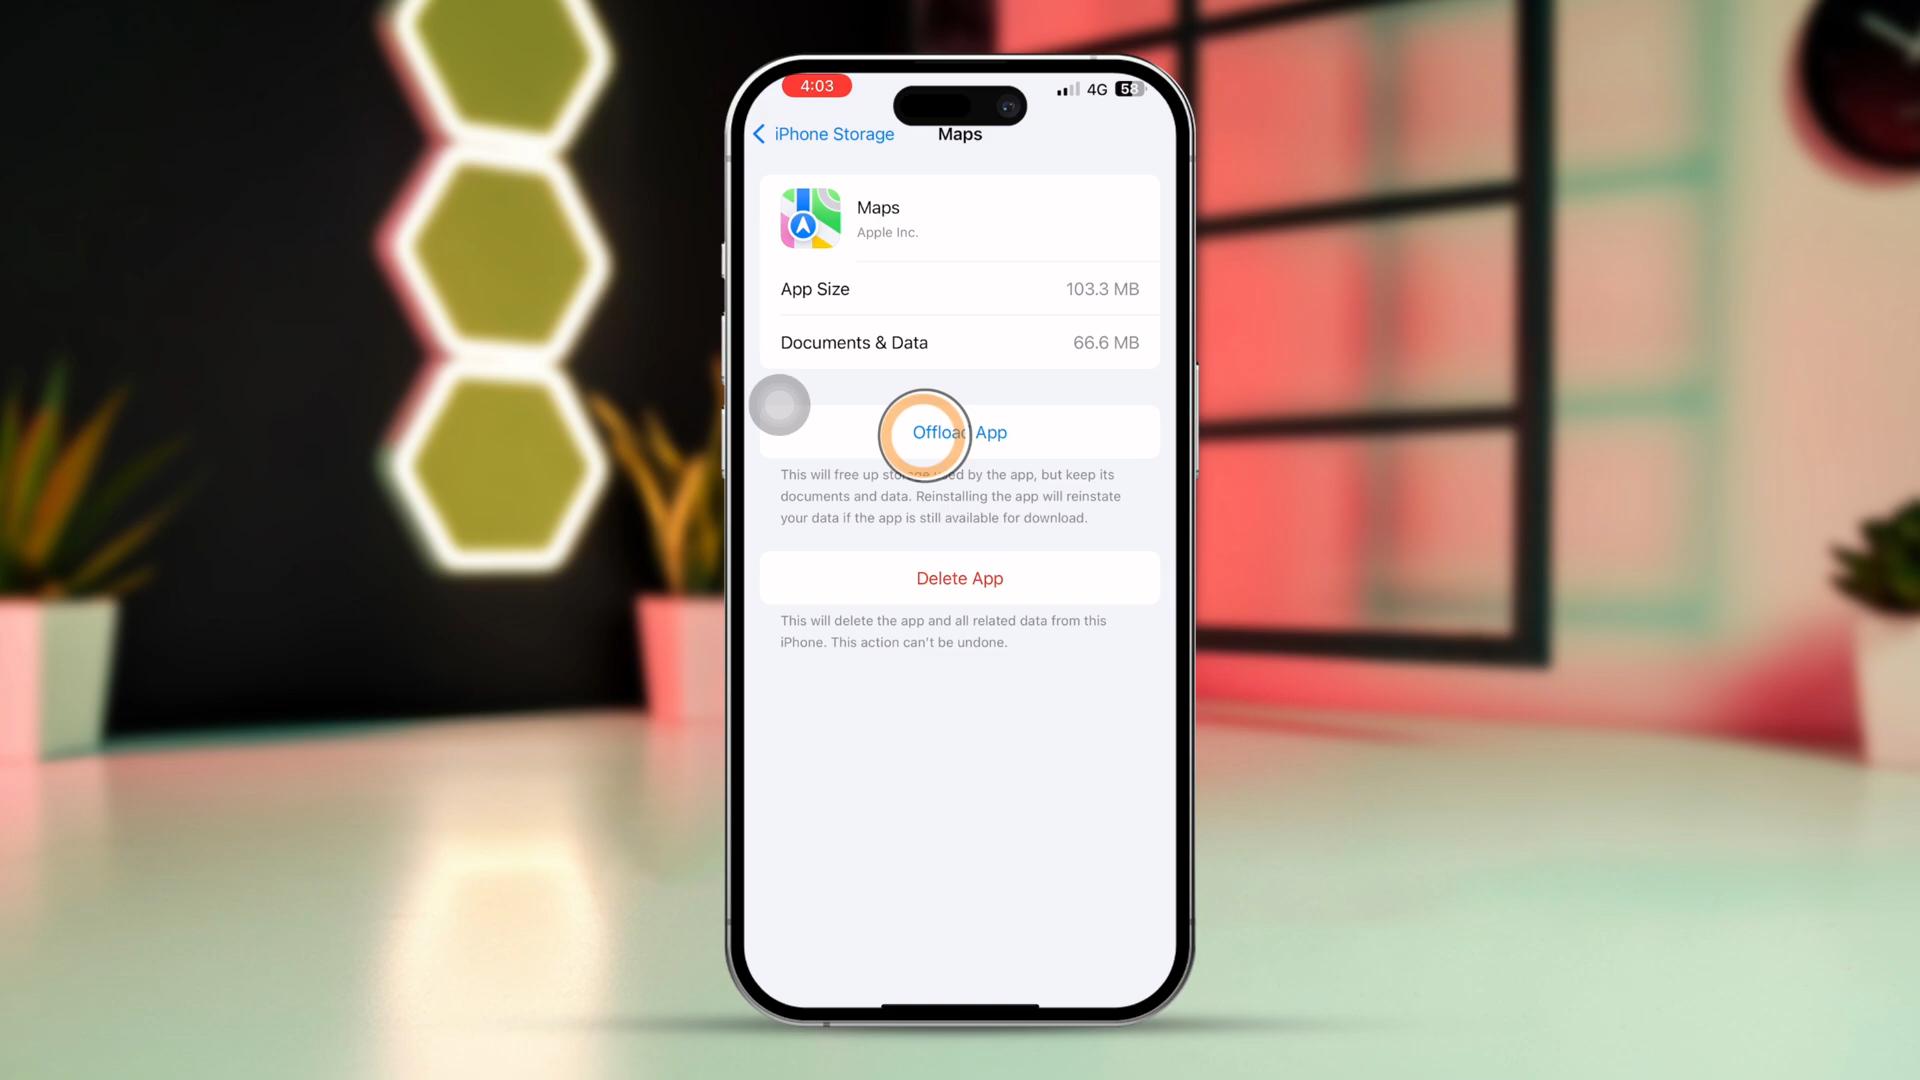 4:03
4G 58
iPhone Storage
Maps
Maps
Apple Inc.
App Size 103.3 MB
Documents & Data 66.6 MB
Offload App
This will free up storage used by the app, but keep its
documents and data. Reinstalling the app will reinstate
your data if the app is still available for download.
Delete App
This will delete the app and all related data from this
iPhone. This action can't be undone.